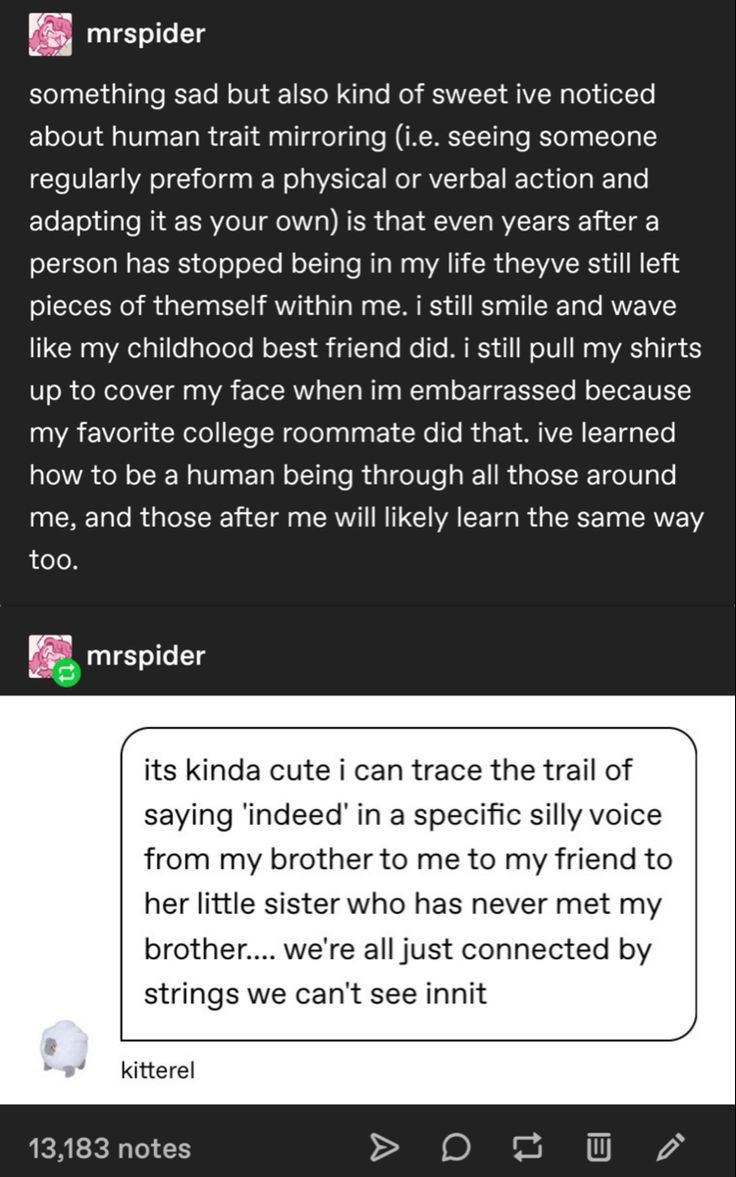 mrspider
something sad but also kind of sweet ive noticed
about human trait mirroring (i.e. seeing someone
regularly preform a physical or verbal action and
adapting it as your own) is that even years after a
person has stopped being in my life theyve still left
pieces of themself within me. i still smile and wave
like my childhood best friend did. i still pull my shirts
up to cover my face when im embarrassed because
my favorite college roommate did that. ive learned
how to be a human being through all those around
me, and those after me will likely learn the same way
too.
mrspider
its kinda cute i can trace the trail of
saying 'indeed' in a specific silly voice
from my brother to me to my friend to
her little sister who has never met my
brother.... we're all just connected by
strings we can't see innit
kitterel
13,183 notes